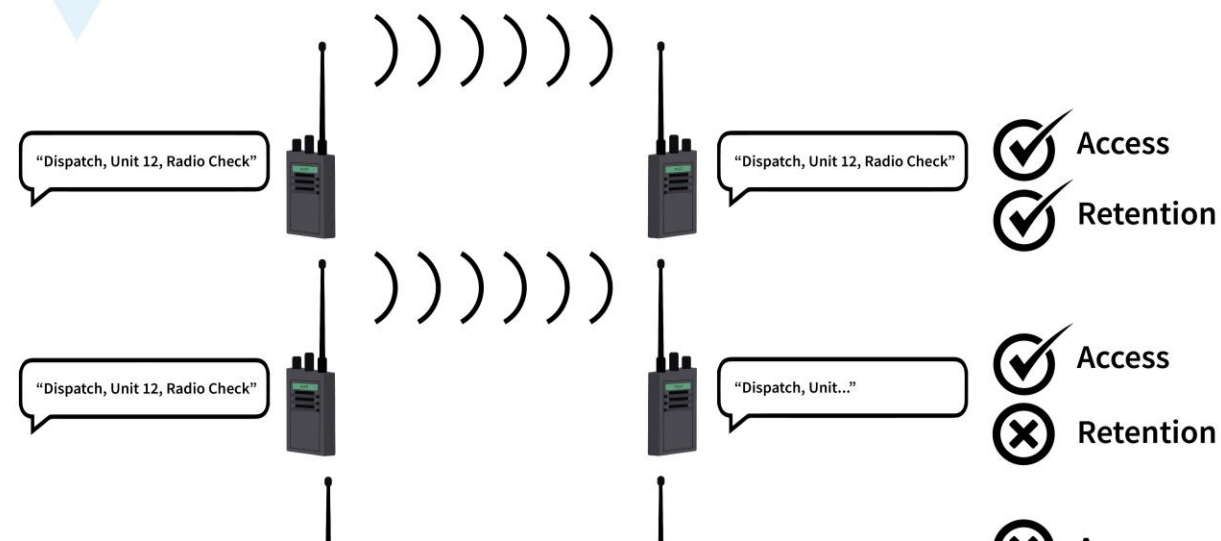 “Dispatch, Unit 12, Radio Check”
“Dispatch, Unit 12, Radio Check”
Access
Retention
“Dispatch, Unit 12, Radio Check”
“Dispatch, Unit...”
Access
Retention